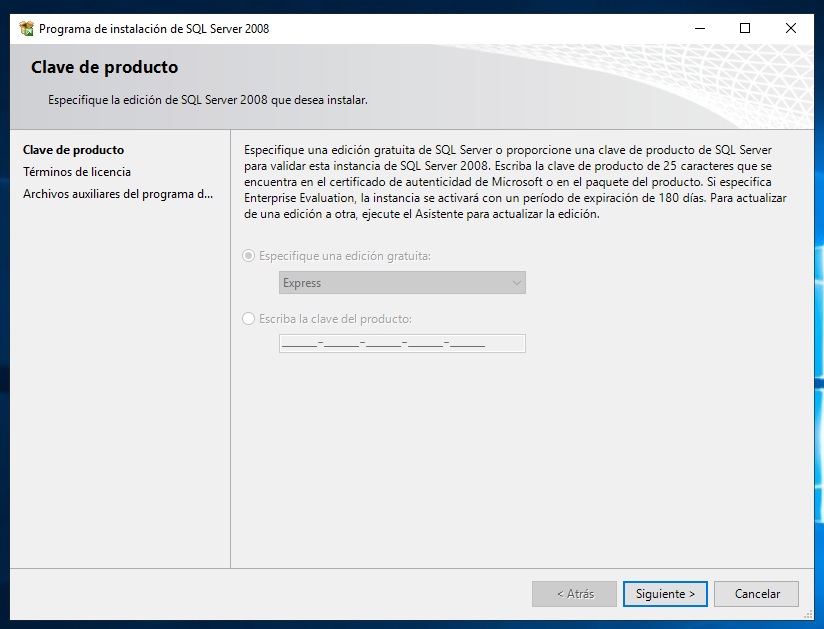 Programa de instalación de SQL Server 2008
Clave de producto
Especifique la edición de SQL Server 2008 que desea instalar.
Clave de producto
Términos de licencia
Archivos auxiliares del programa d...
Especifique una edición gratuita de SQL Server o proporcione una clave de producto de SQL Server
para validar esta instancia de SQL Server 2008. Escriba la clave de producto de 25 caracteres que se
encuentra en el certificado de autenticidad de Microsoft o en el paquete del producto. Si especifica
Enterprise Evaluation, la instancia se activará con un período de expiración de 180 días. Para actualizar
de una edición a otra, ejecute el Asistente para actualizar la edición.
Especifique una edición gratuita:
Express
Escriba la clave del producto:
_____-_____-_____-_____-_____
< Atrás
Siguiente >
Cancelar